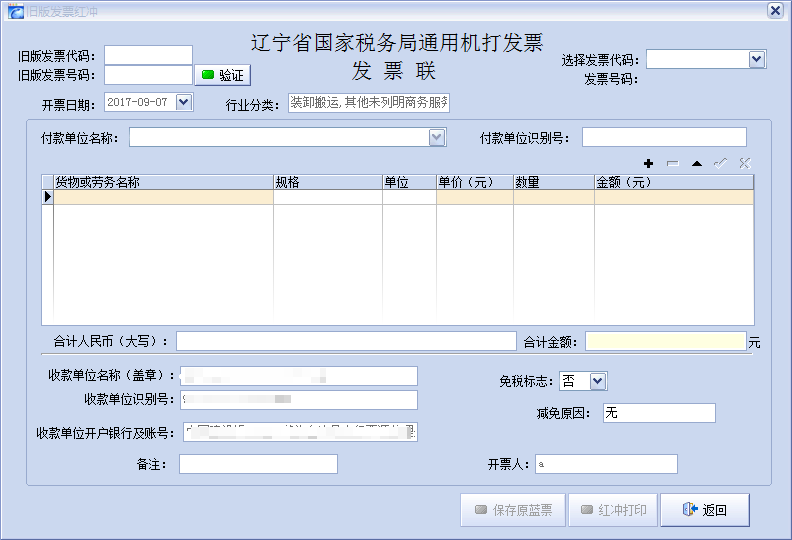 旧版发票红冲
辽宁省国家税务局通用机打发票
发 票 联
旧版发票代码：
旧版发票号码：
验证
选择发票代码：
发票号码：
开票日期： 2017-09-07
行业分类： 装卸搬运,其他未列明商务服务
付款单位名称：
付款单位识别号：
货物或劳务名称 规格 单位 单价（元） 数量 金额（元）
合计人民币（大写）：
合计金额： 元
收款单位名称（盖章）：
免税标志： 否
收款单位识别号：
减免原因： 无
收款单位开户银行及账号：
备注：
开票人： a
保存原蓝票 红冲打印 返回